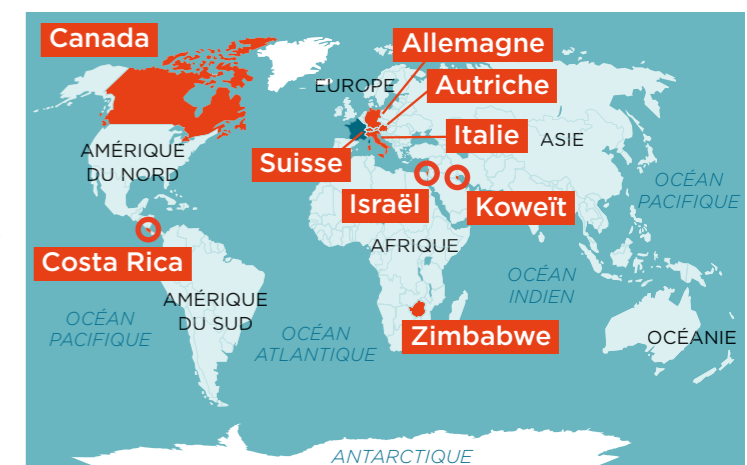 Canada
Allemagne
EUROPE
Autriche
Italie
ASIE
AMÉRIQUE
DU NORD
Suisse
OCÉAN
PACIFIQUE
Israël
Koweït
AFRIQUE
Costa Rica
OCÉAN
INDIEN
AMÉRIQUE
DU SUD
OCÉAN
PACIFIQUE
OCÉAN
ATLANTIQUE
Zimbabwe
OCÉANIE
ANTARCTIQUE